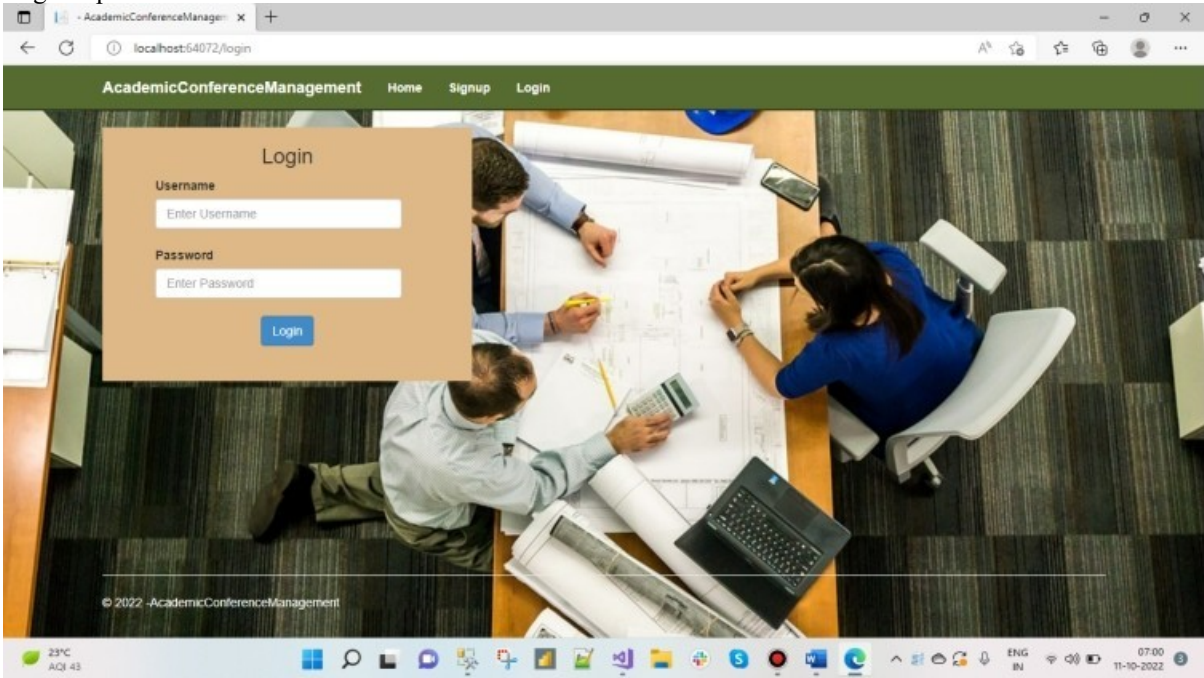 - AcademicConferenceManagem
localhost:64072/login
AcademicConferenceManagement Home Signup Login
Login
Username
Enter Username
Password
Enter Password
Login
© 2022 -AcademicConferenceManagement
23°C
AQI 43
ENG
IN
07:00
11-10-2022
3